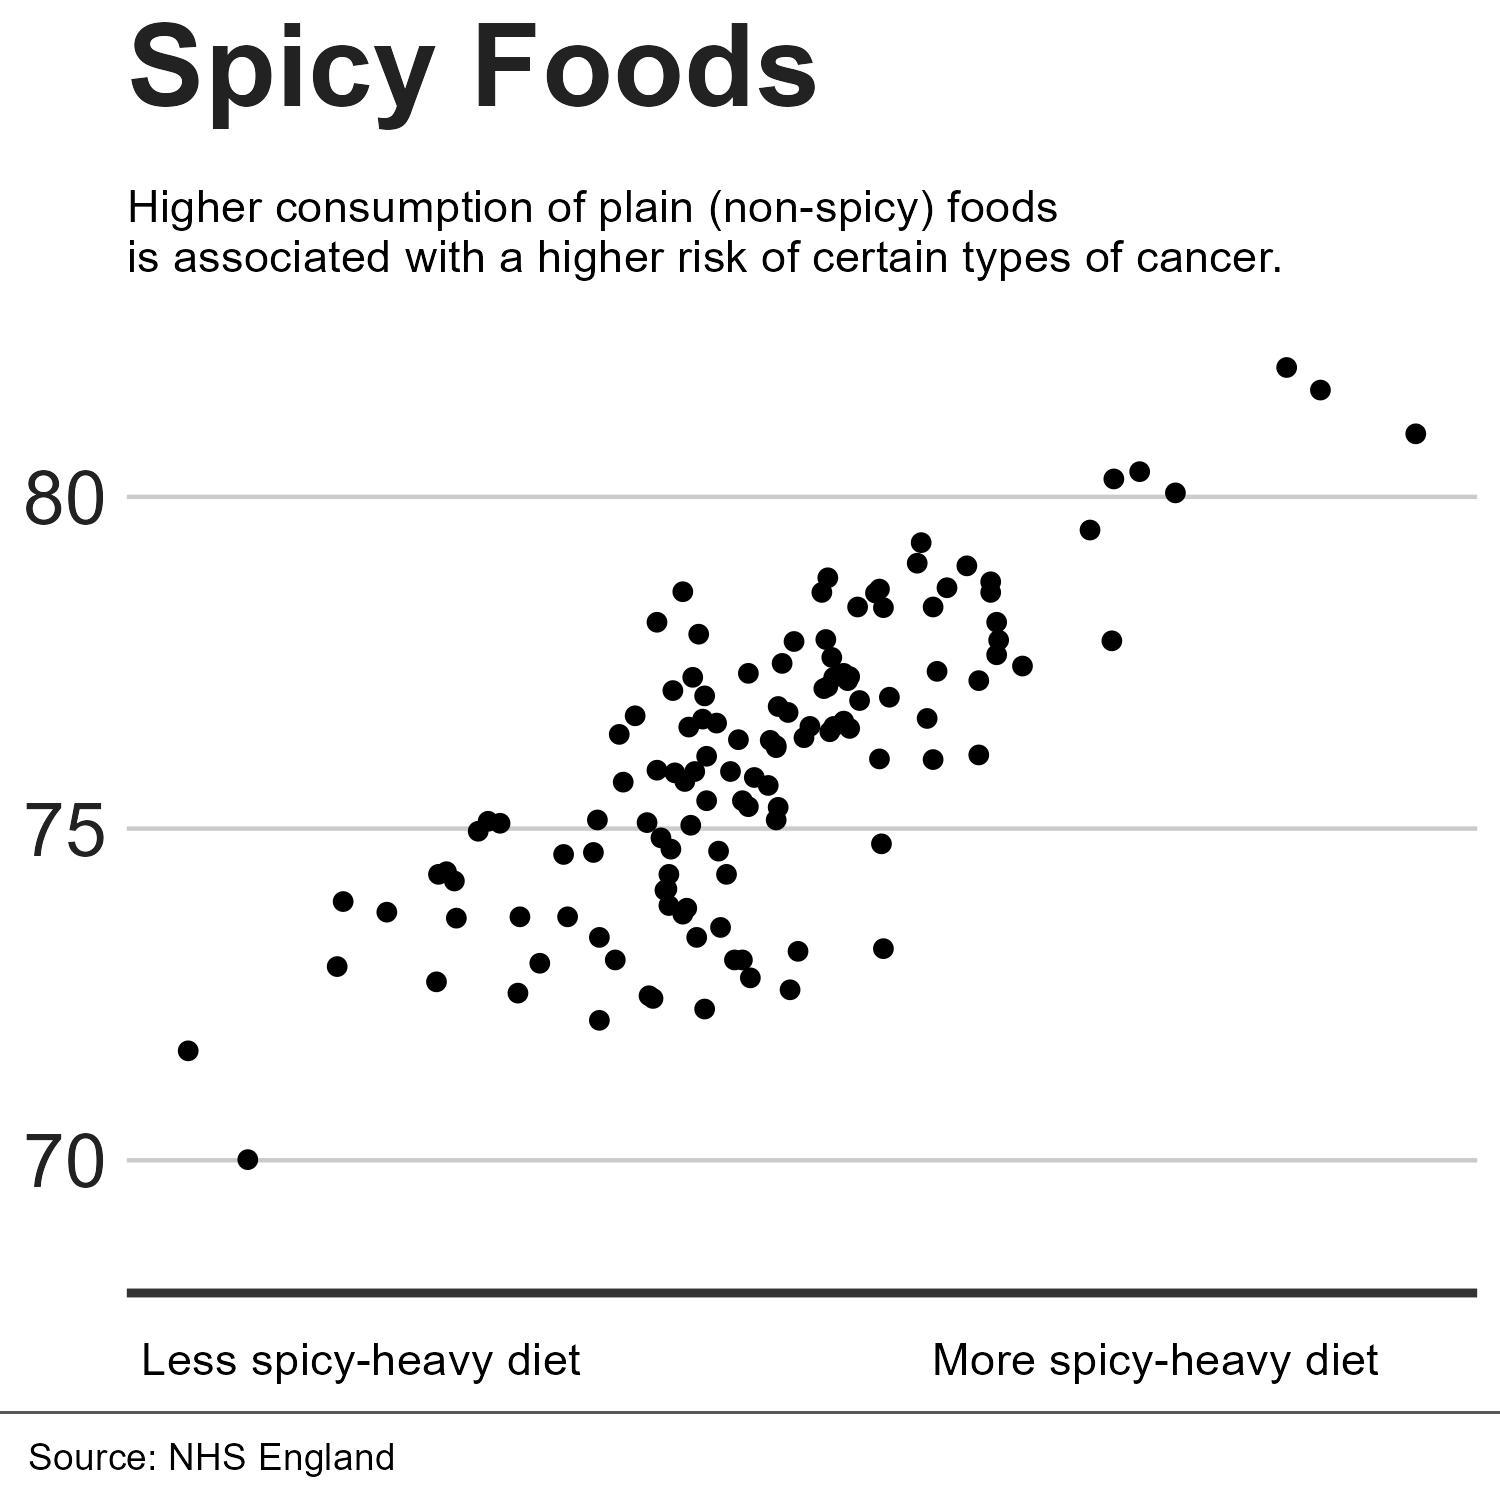 Spicy Foods
Higher consumption of plain (non-spicy) foods
is associated with a higher risk of certain types of cancer.
80
75
70
Less spicy-heavy diet
More spicy-heavy diet
Source: NHS England